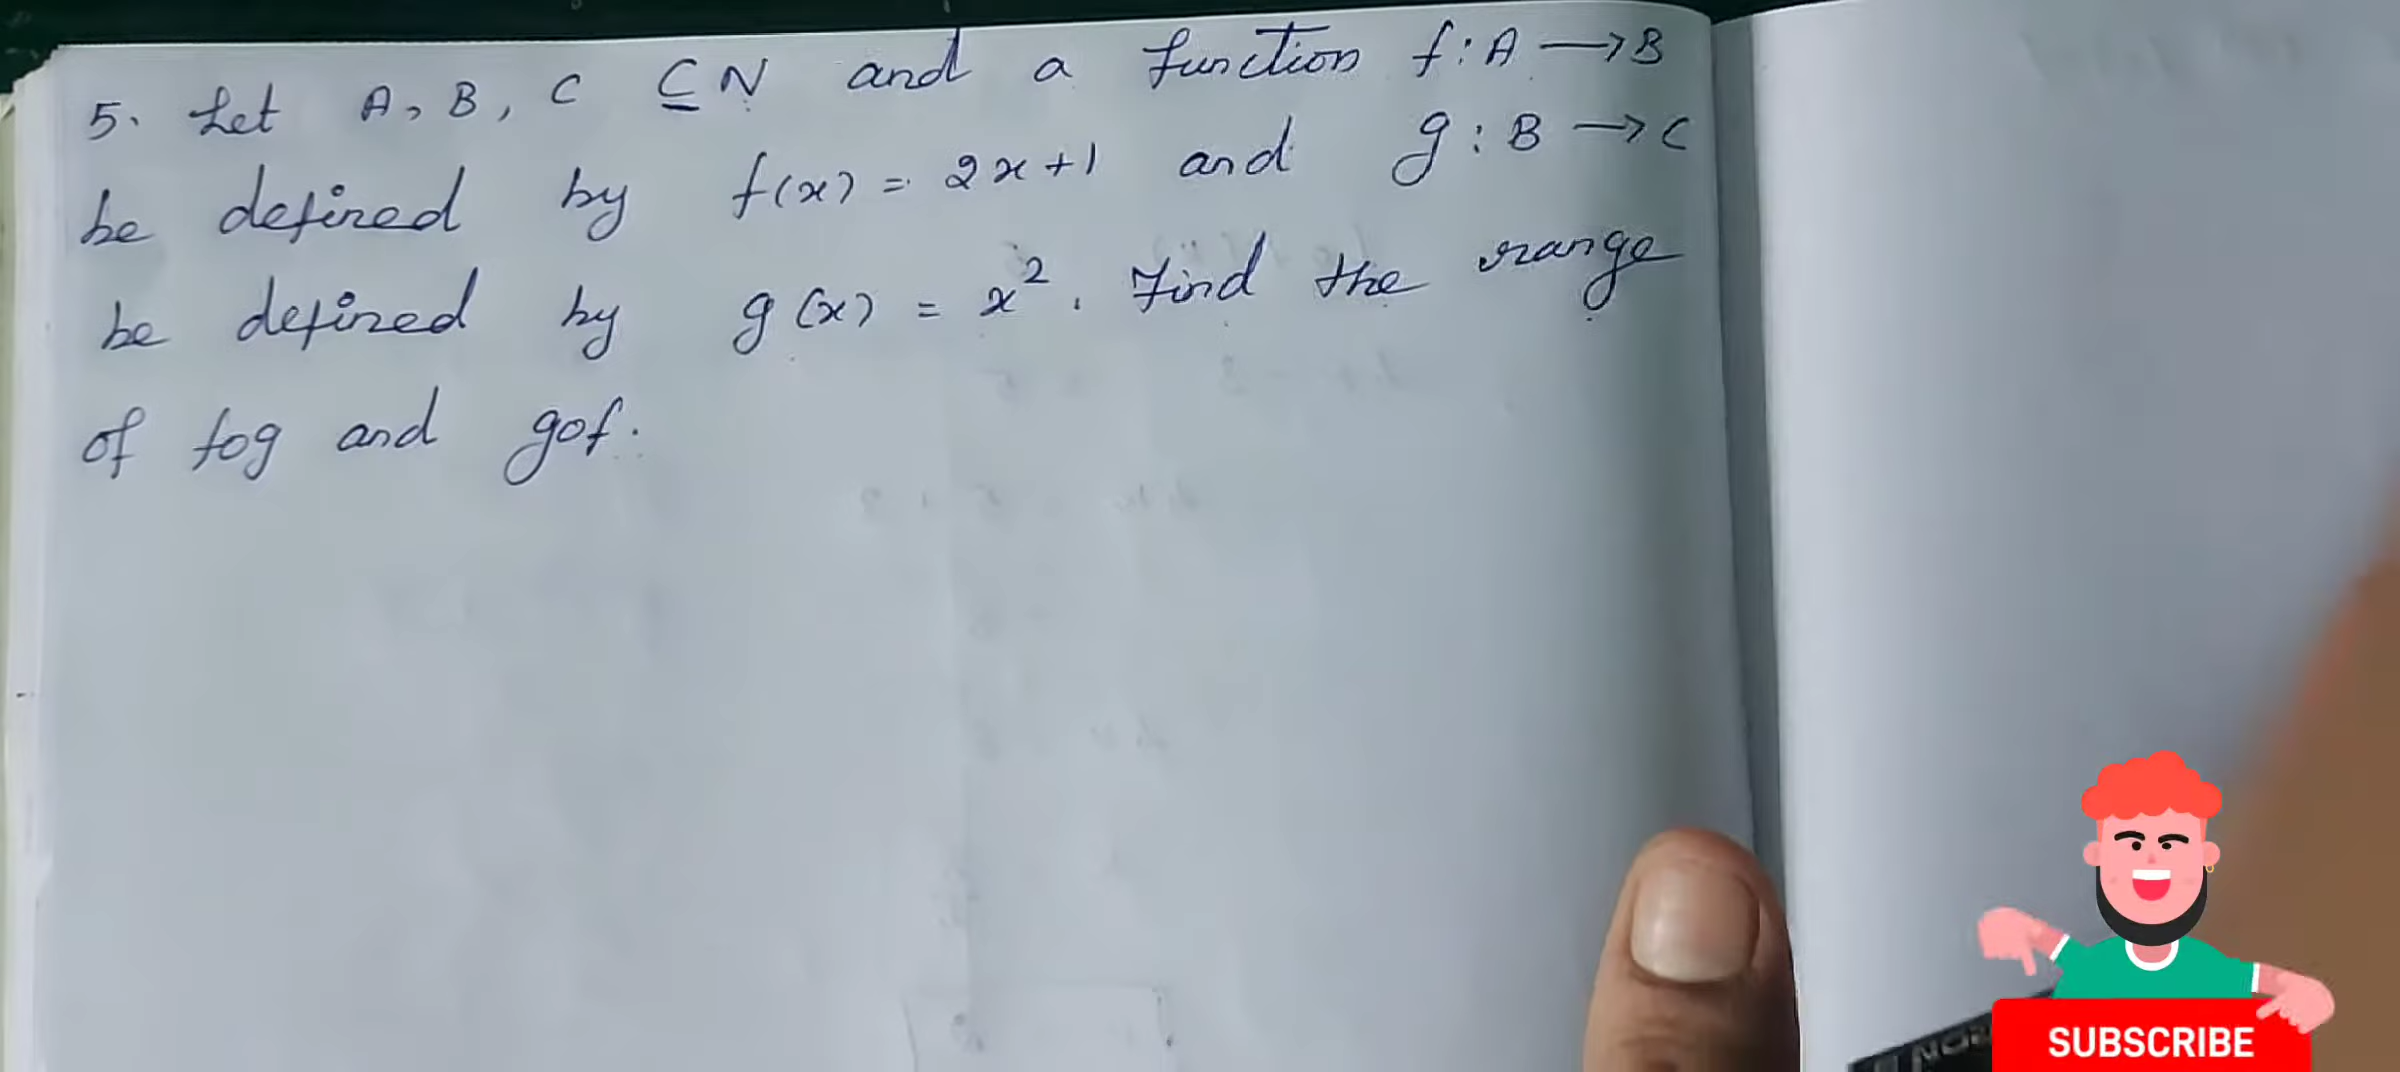 5. Let A, B, C ⊆ N and a function f : A → B
be defined by f(x) = 2x+1 and g : B → C
be defined by g(x) = x². Find the range
of fog and gof.
SUBSCRIBE